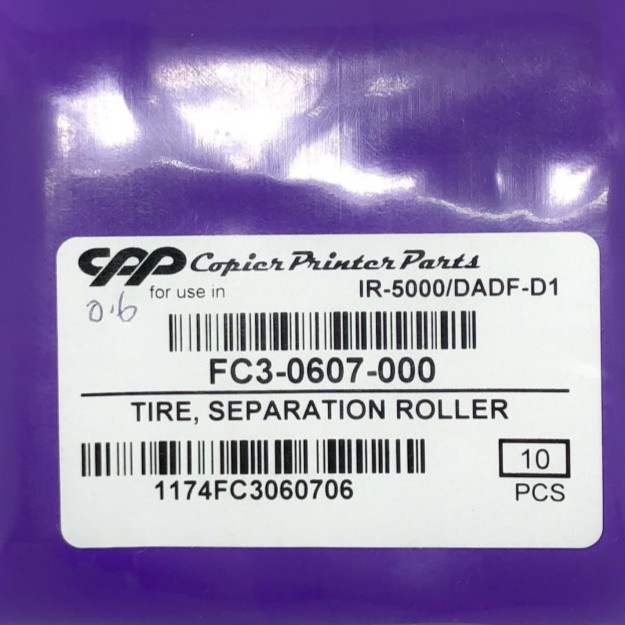 CPP Copier Printer Parts
for use in IR-5000/DADF-D1
0.6
FC3-0607-000
TIRE, SEPARATION ROLLER
10
1174FC3060706
PCS